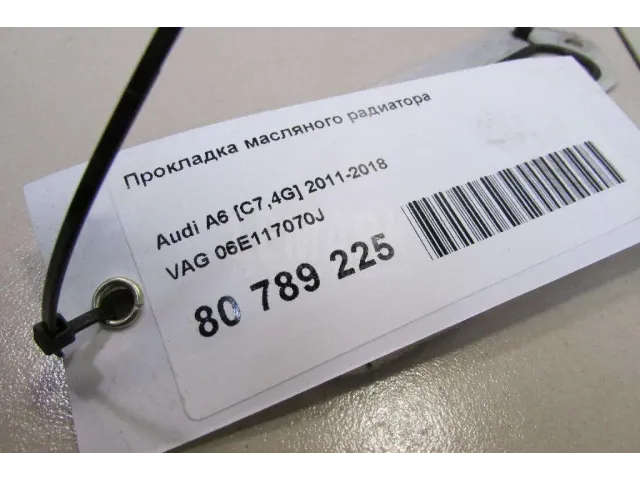 Прокладка масляного радиатора
Audi A6 [C7,4G] 2011-2018
VAG 06E117070J
80 789 225